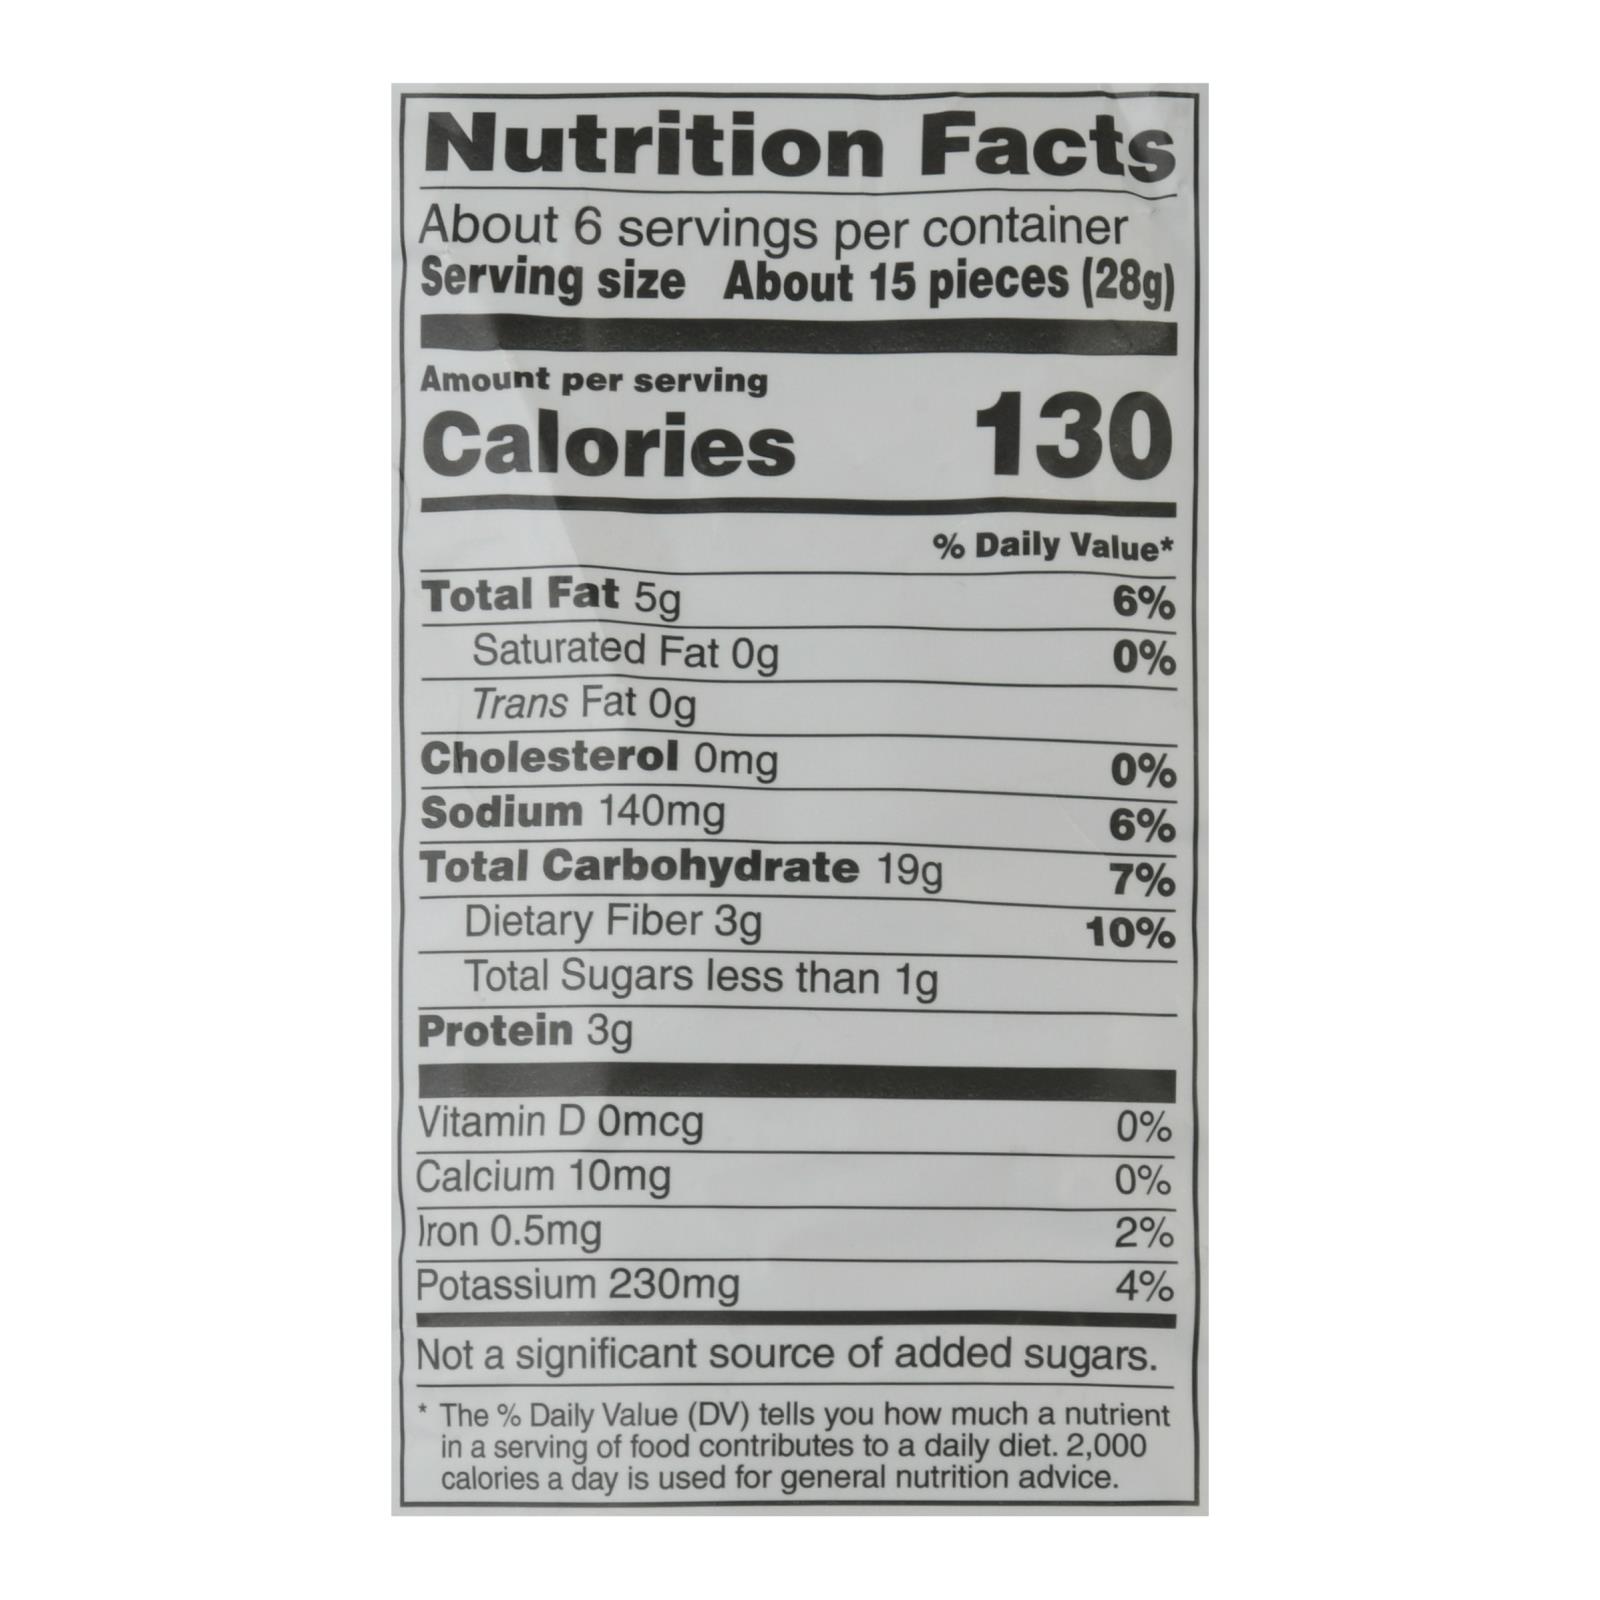 Nutrition Facts
About 6 servings per container
Serving size About 15 pieces (28g)
Amount per serving
Calories 130
% Daily Value*
Total Fat 5g 6%
Saturated Fat 0g 0%
Trans Fat 0g
Cholesterol 0mg 0%
Sodium 140mg 6%
Total Carbohydrate 19g 7%
Dietary Fiber 3g 10%
Total Sugars less than 1g
Protein 3g
Vitamin D 0mcg 0%
Calcium 10mg 0%
Iron 0.5mg 2%
Potassium 230mg 4%
Not a significant source of added sugars.
* The % Daily Value (DV) tells you how much a nutrient
in a serving of food contributes to a daily diet. 2,000
calories a day is used for general nutrition advice.